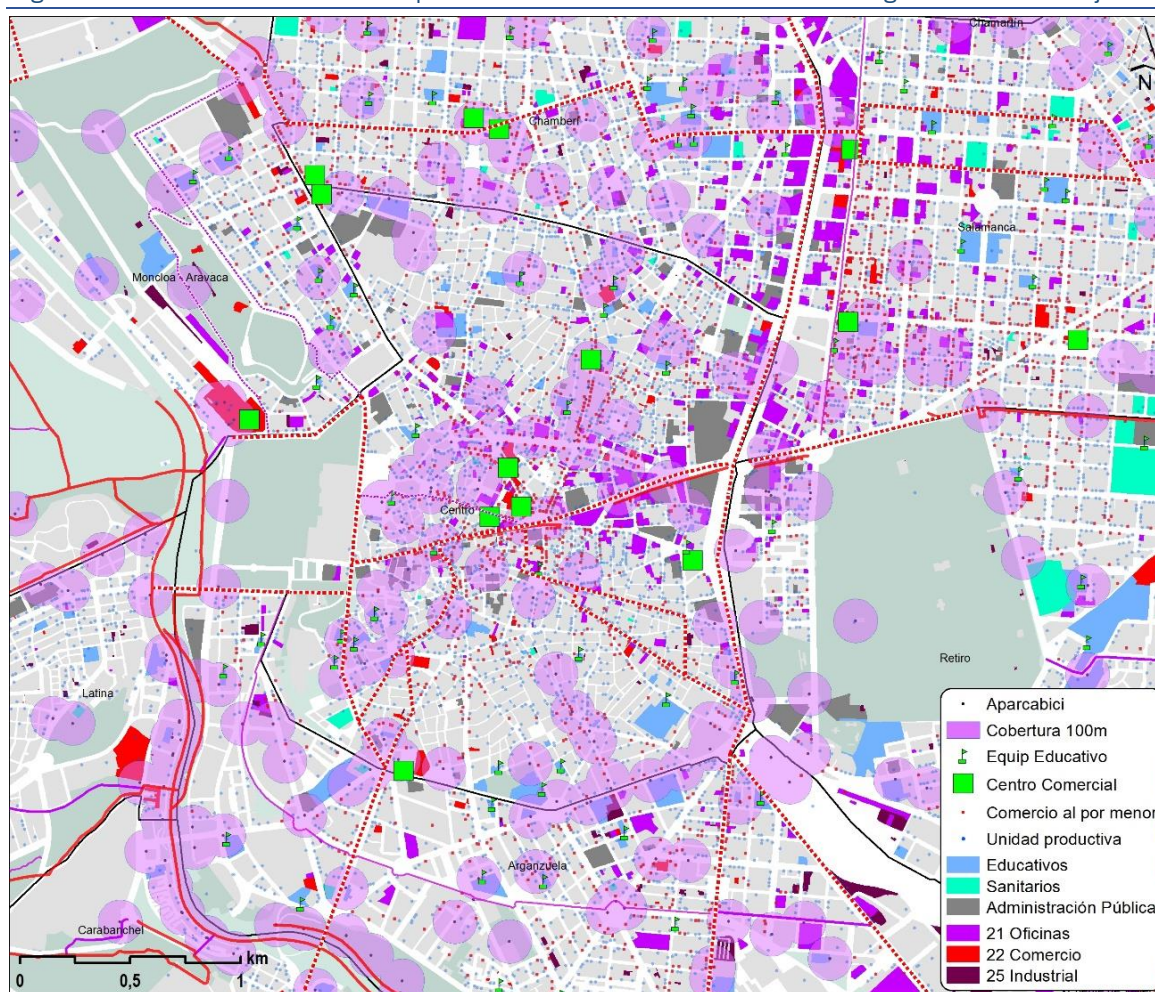 Chamartín
N
Chamberí
Salamanca
Moncloa - Aravaca
Centro
Retiro
Latina
Arganzuela
Carabanchel
km
0 0,5 1
Aparcabici
Cobertura 100m
Equip Educativo
Centro Comercial
Comercio al por menor
Unidad productiva
Educativos
Sanitarios
Administración Pública
21 Oficinas
22 Comercio
25 Industrial